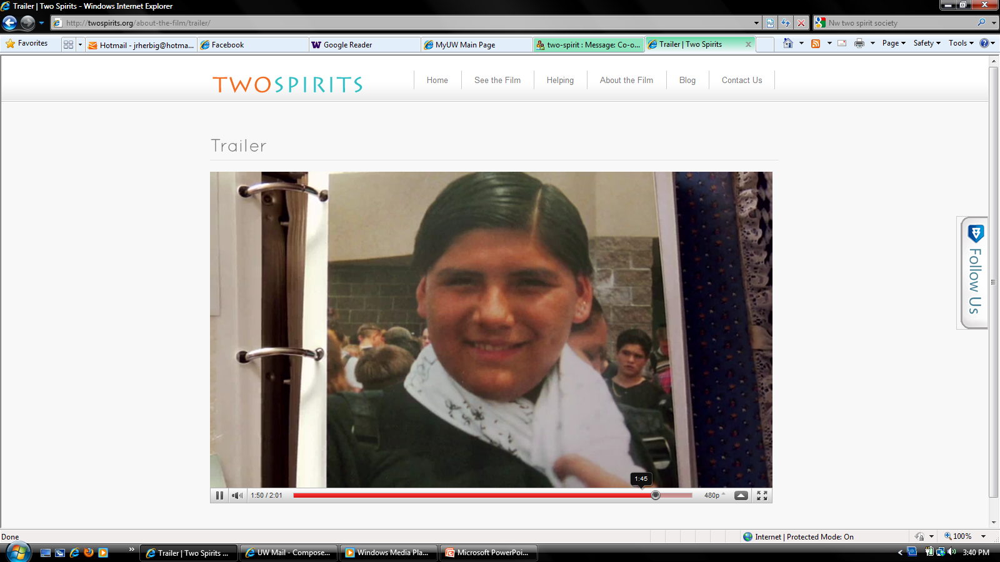 Trailer | Two Spirits - Windows Internet Explorer
http://twospirits.org/about-the-film/trailer/
Nw two spirit society
Favorites
Hotmail - jrherbig@hotma...
Facebook
Google Reader
MyUW Main Page
two-spirit : Message: Co-o...
Trailer | Two Spirits
Page
Safety
Tools
TWOSPIRITS
Home
See the Film
Helping
About the Film
Blog
Contact Us
Trailer
Follow Us
1:45
1:50 / 2:01
480p
Done
Internet | Protected Mode: On
100%
Trailer | Two Spirits ...
UW Mail - Compose...
Windows Media Pla...
Microsoft PowerPoi...
3:40 PM